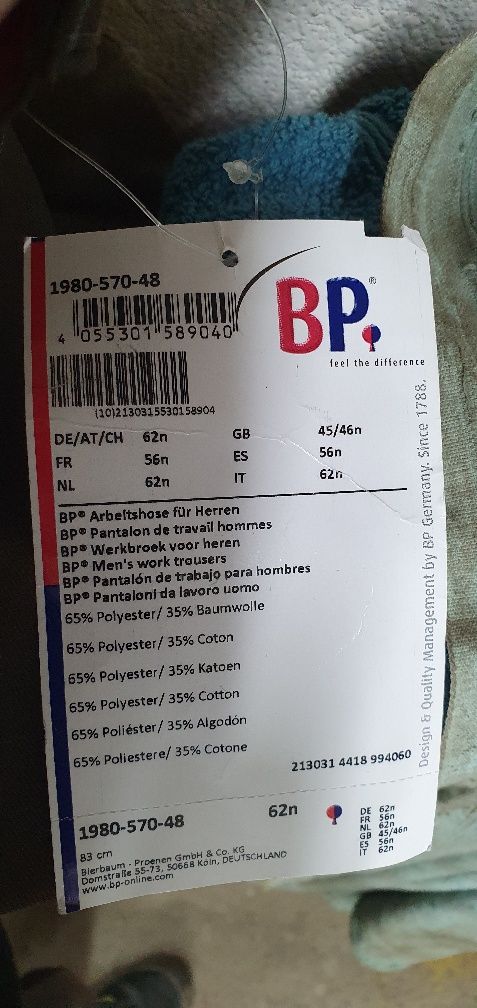 1980-570-48
4 055301 589040
(10)2130315530158904
BP®
feel the difference
DE/AT/CH 62n GB 45/46n
FR 56n ES 56n
NL 62n IT 62n
BP® Arbeitshose für Herren
BP® Pantalon de travail hommes
BP® Werkbroek voor heren
BP® Men's work trousers
BP® Pantalón de trabajo para hombres
BP® Pantaloni da lavoro uomo
65% Polyester/ 35% Baumwolle
65% Polyester/ 35% Coton
65% Polyester/ 35% Katoen
65% Polyester/ 35% Cotton
65% Poliéster/ 35% Algodón
65% Poliestere/ 35% Cotone
213031 4418 994060
Design & Quality Management by BP Germany. Since 1788.
1980-570-48 62n
DE 62n
FR 56n
NL 62n
GB 45/46n
ES 56n
IT 62n
83 cm
Bierbaum - Proenen GmbH & Co. KG
Domstraße 55-73, 50668 Köln, DEUTSCHLAND
www.bp-online.com